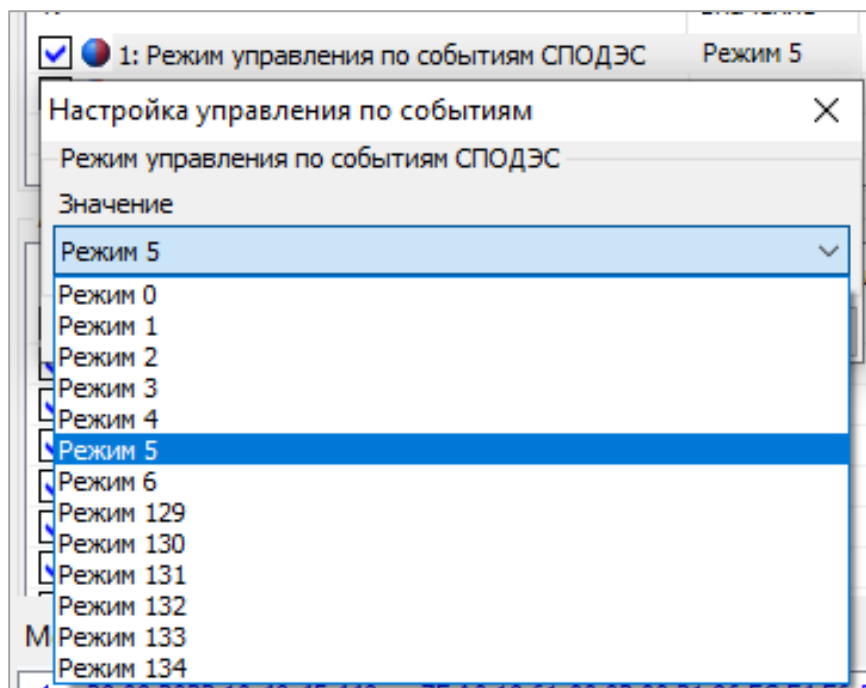 1: Режим управления по событиям СПОДЭС Режим 5
Настройка управления по событиям
Режим управления по событиям СПОДЭС
Значение
Режим 5
Режим 0
Режим 1
Режим 2
Режим 3
Режим 4
Режим 5
Режим 6
Режим 129
Режим 130
Режим 131
Режим 132
Режим 133
Режим 134